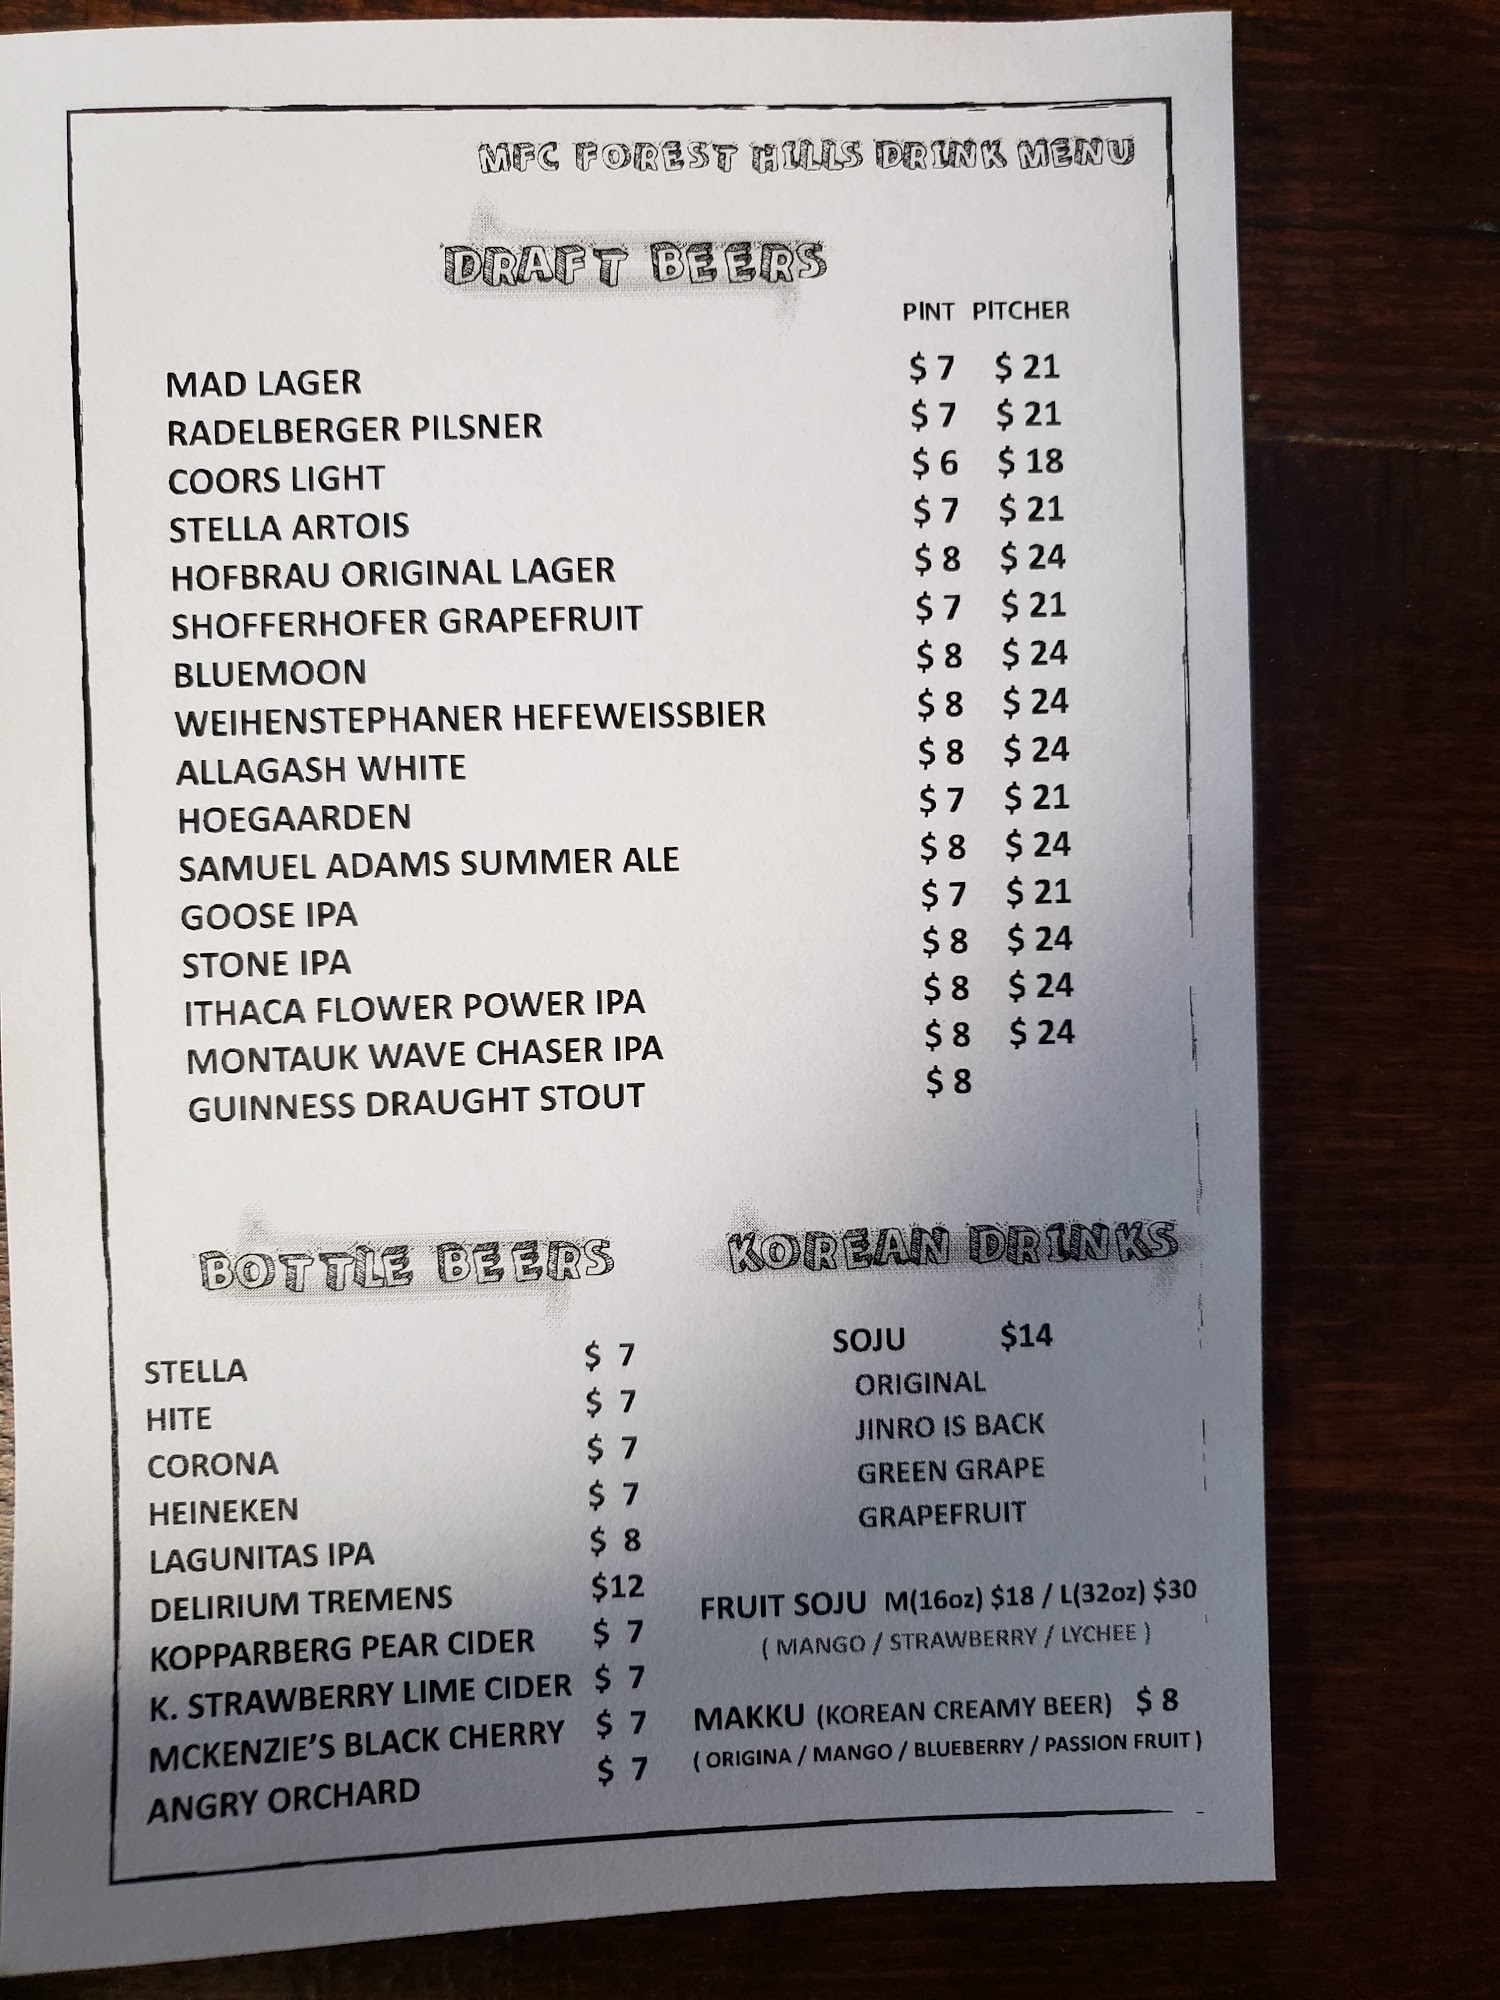 MFC FOREST HILLS DRINK MENU
DRAFT BEERS
PINT PITCHER
MAD LAGER $ 7 $ 21
RADELBERGER PILSNER $ 7 $ 21
COORS LIGHT $ 6 $ 18
STELLA ARTOIS $ 7 $ 21
HOFBRAU ORIGINAL LAGER $ 8 $ 24
SHOFFERHOFER GRAPEFRUIT $ 7 $ 21
BLUEMOON $ 8 $ 24
WEIHENSTEPHANER HEFEWEISSBIER $ 8 $ 24
ALLAGASH WHITE $ 8 $ 24
HOEGAARDEN $ 7 $ 21
SAMUEL ADAMS SUMMER ALE $ 8 $ 24
GOOSE IPA $ 7 $ 21
STONE IPA $ 8 $ 24
ITHACA FLOWER POWER IPA $ 8 $ 24
MONTAUK WAVE CHASER IPA $ 8 $ 24
GUINNESS DRAUGHT STOUT $ 8
BOTTLE BEERS
STELLA $ 7
HITE $ 7
CORONA $ 7
HEINEKEN $ 7
LAGUNITAS IPA $ 8
DELIRIUM TREMENS $12
KOPPARBERG PEAR CIDER $ 7
K. STRAWBERRY LIME CIDER $ 7
MCKENZIE'S BLACK CHERRY $ 7
ANGRY ORCHARD $ 7
KOREAN DRINKS
SOJU $14
ORIGINAL
JINRO IS BACK
GREEN GRAPE
GRAPEFRUIT
FRUIT SOJU M(16oz) $18 / L(32oz) $30
( MANGO / STRAWBERRY / LYCHEE )
MAKKU (KOREAN CREAMY BEER) $ 8
( ORIGINA / MANGO / BLUEBERRY / PASSION FRUIT )